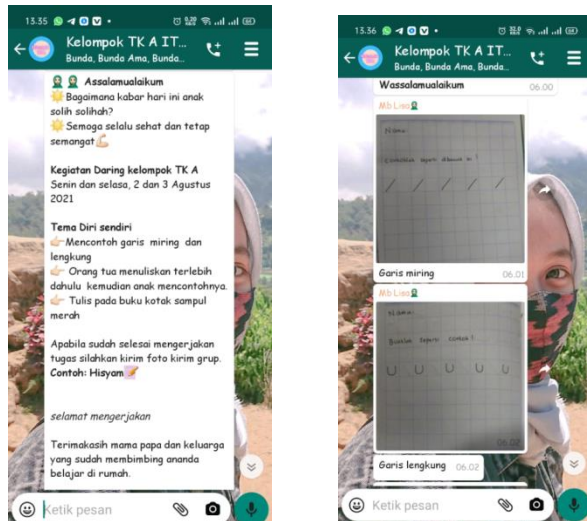 13.35
Kelompok TK A IT...
Bunda, Bunda Ama, Bunda...
Assalamualaikum
Bagaimana kabar hari ini anak
solih solihah?
Semoga selalu sehat dan tetap
semangat
Kegiatan Daring kelompok TK A
Senin dan selasa, 2 dan 3 Agustus
2021
Tema Diri sendiri
Mencontoh garis miring dan
lengkung
Orang tua menuliskan terlebih
dahulu kemudian anak mencontohnya.
Tulis pada buku kotak sampul
merah
Apabila sudah selesai mengerjakan
tugas silahkan kirim foto kirim grup.
Contoh: Hisyam
selamat mengerjakan
Terimakasih mama papa dan keluarga
yang sudah membimbing ananda
belajar di rumah.
Ketik pesan
13.36
Kelompok TK A IT...
Bunda, Bunda Ama, Bunda...
Wassalamualaikum
06.00
Mb Lisa
Nama:
seperti dibawah ini!
Garis miring
06.01
Mb Lisa
Nama:
Buatlah seperti contoh!
U U U U U
06.02
Garis lengkung 06.02
Ketik pesan